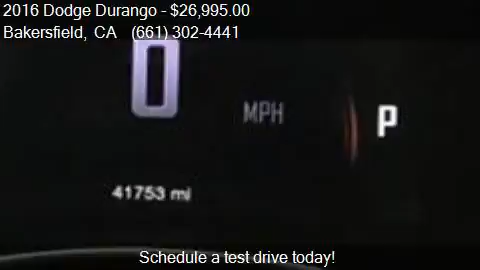 2016 Dodge Durango - $26,995.00
Bakersfield, CA (661) 302-4441
0
MPH P
41753 mi
Schedule a test drive today!